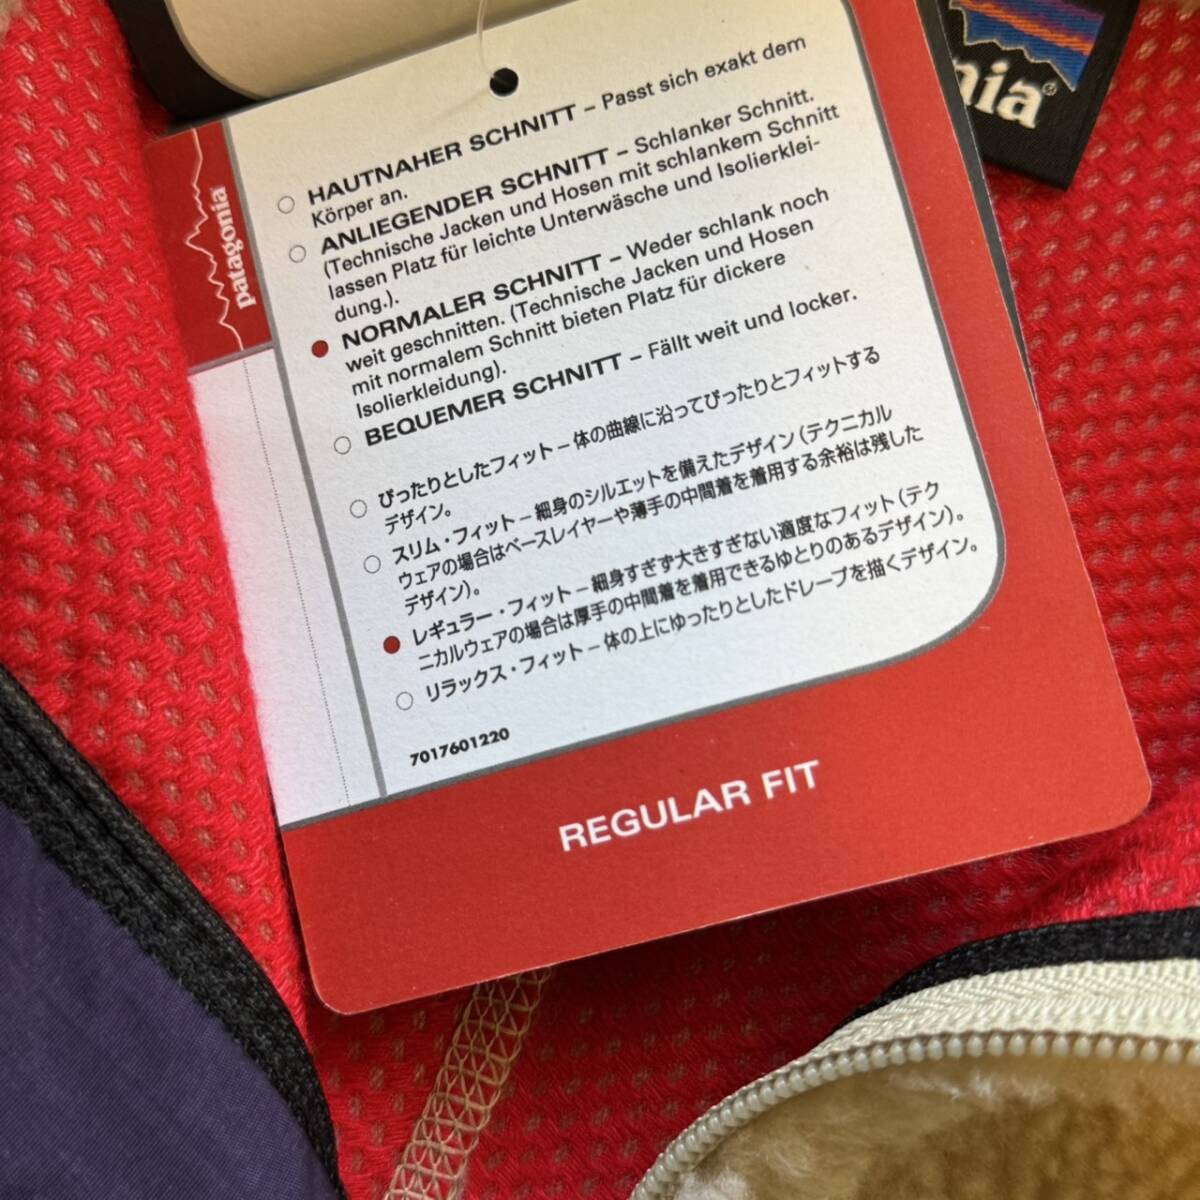 nia®
patagonia
HAUTNAHER SCHNITT – Passt sich exakt dem
Körper an.
ANLIEGENDER SCHNITT – Schlanker Schnitt.
(Technische Jacken und Hosen mit schlankem Schnitt
lassen Platz für leichte Unterwäsche und Isolierklei-
dung.).
NORMALER SCHNITT – Weder schlank noch
weit geschnitten. (Technische Jacken und Hosen
mit normalem Schnitt bieten Platz für dickere
Isolierkleidung).
BEQUEMER SCHNITT – Fällt weit und locker.
ぴったりとしたフィット – 体の曲線に沿ってぴったりとフィットする
デザイン。
スリム・フィット – 細身のシルエットを備えたデザイン（テクニカル
ウェアの場合はベースレイヤーや薄手の中間着を着用する余裕は残した
デザイン）。
レギュラー・フィット – 細身すぎず大きすぎない適度なフィット（テク
ニカルウェアの場合は厚手の中間着を着用できるゆとりのあるデザイン）。
リラックス・フィット – 体の上にゆったりとしたドレープを描くデザイン。
7017601220
REGULAR FIT